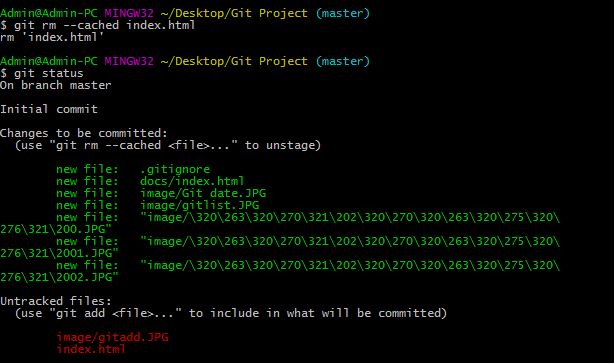 Admin@Admin-PC MINGW32 ~/Desktop/Git Project (master)
$ git rm --cached index.html
rm 'index.html'
Admin@Admin-PC MINGW32 ~/Desktop/Git Project (master)
$ git status
On branch master
Initial commit
Changes to be committed:
(use "git rm --cached <file>..." to unstage)
new file: .gitignore
docs/index.html
new file: image/Git date.JPG
new file: image/gitlist.JPG
new file: "image/\320\263\320\270\321\202\320\270\320\263\320\275\320\
276\321\200.JPG"
new file: "image/\320\263\320\270\321\202\320\270\320\263\320\275\320\
276\321\2001.JPG"
new file: "image/\320\263\320\270\321\202\320\270\320\263\320\275\320\
276\321\2002.JPG"
Untracked files:
(use "git add <file>..." to include in what will be committed)
image/gitadd.JPG
index.html